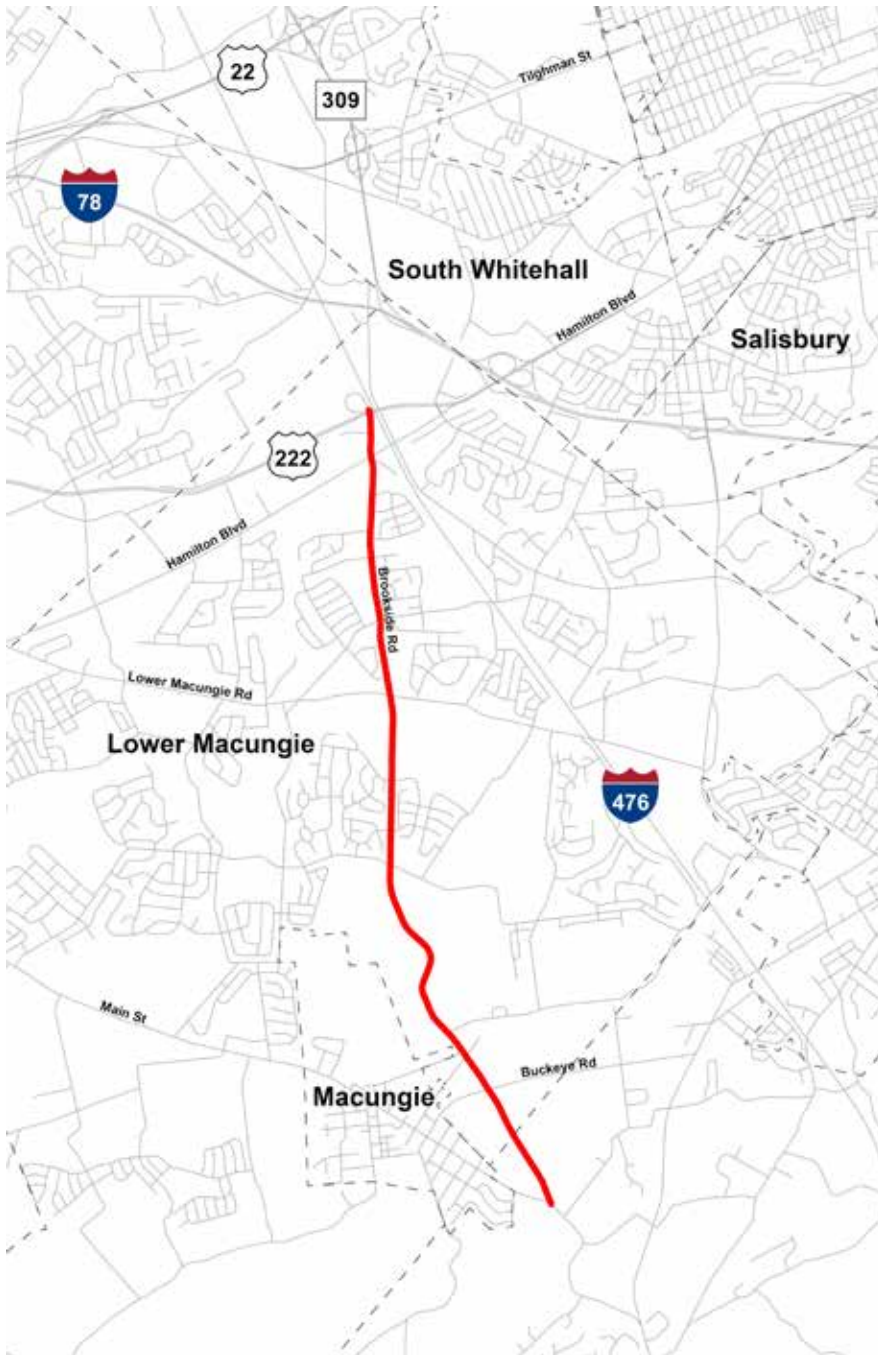 22
Tilghman St
309
78
South Whitehall
Hamilton Blvd
Salisbury
222
Hamilton Blvd
Brookside Rd
Lower Macungie Rd
Lower Macungie
476
Main St
Buckeye Rd
Macungie